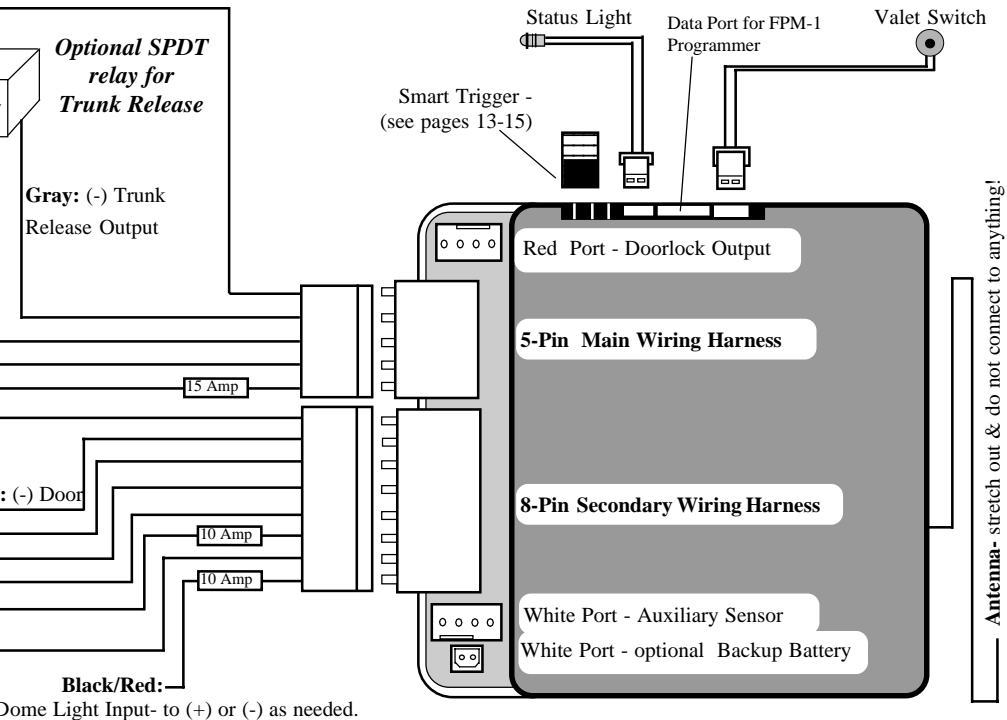 Status Light
Data Port for FPM-1
Programmer
Valet Switch
Optional SPDT
relay for
Trunk Release
Smart Trigger -
(see pages 13-15)
Gray: (-) Trunk
Release Output
Red Port - Doorlock Output
5-Pin Main Wiring Harness
15 Amp
: (-) Door
8-Pin Secondary Wiring Harness
10 Amp
10 Amp
White Port - Auxiliary Sensor
White Port - optional Backup Battery
Black/Red:
Dome Light Input- to (+) or (-) as needed.
Antenna- stretch out & do not connect to anything!